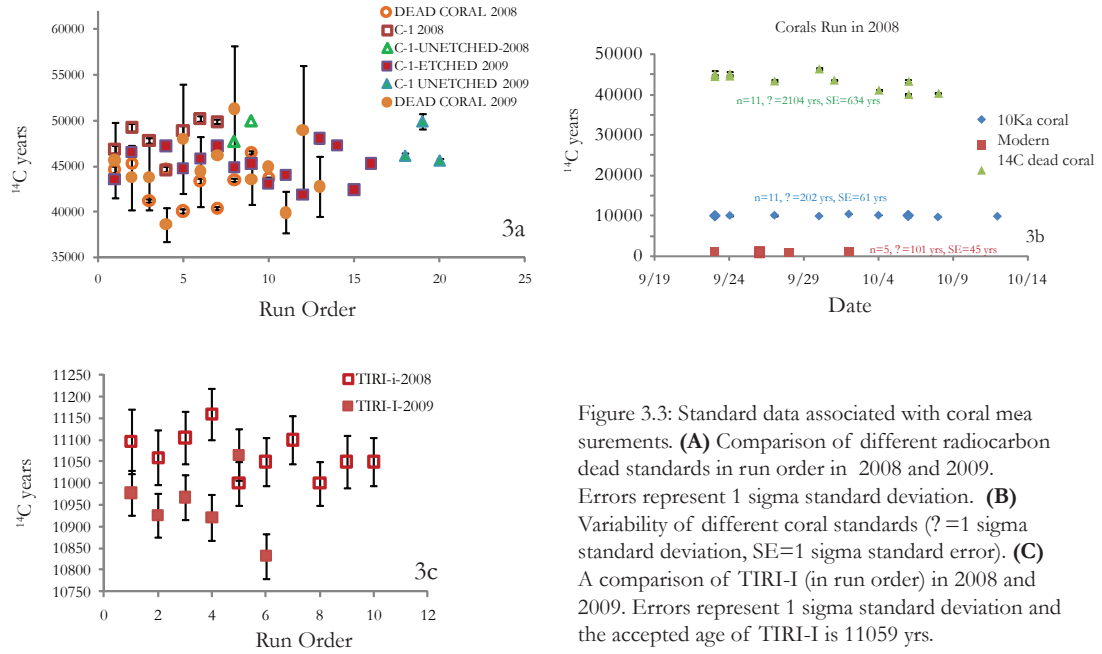 DEAD CORAL 2008
C-1 2008
C-1-UNETCHED-2008
C-1-ETCHED 2009
C-1 UNETCHED 2009
DEAD CORAL 2009
60000
55000
50000
45000
40000
35000
¹⁴C years
0 5 10 15 20 25
Run Order
3a
Corals Run in 2008
60000
50000
40000
30000
20000
10000
0
¹⁴C years
n=11, ?=2104 yrs, SE=634 yrs
n=11, ?=202 yrs, SE=61 yrs
n=5, ?=101 yrs, SE=45 yrs
10Ka coral
Modern
14C dead coral
3b
9/19 9/24 9/29 10/4 10/9 10/14
Date
TIRI-i-2008
TIRI-I-2009
11250
11200
11150
11100
11050
11000
10950
10900
10850
10800
10750
¹⁴C years
0 2 4 6 8 10 12
Run Order
3c
Figure 3.3: Standard data associated with coral mea
surements. (A) Comparison of different radiocarbon
dead standards in run order in 2008 and 2009.
Errors represent 1 sigma standard deviation. (B)
Variability of different coral standards (? =1 sigma
standard deviation, SE=1 sigma standard error). (C)
A comparison of TIRI-I (in run order) in 2008 and
2009. Errors represent 1 sigma standard deviation and
the accepted age of TIRI-I is 11059 yrs.